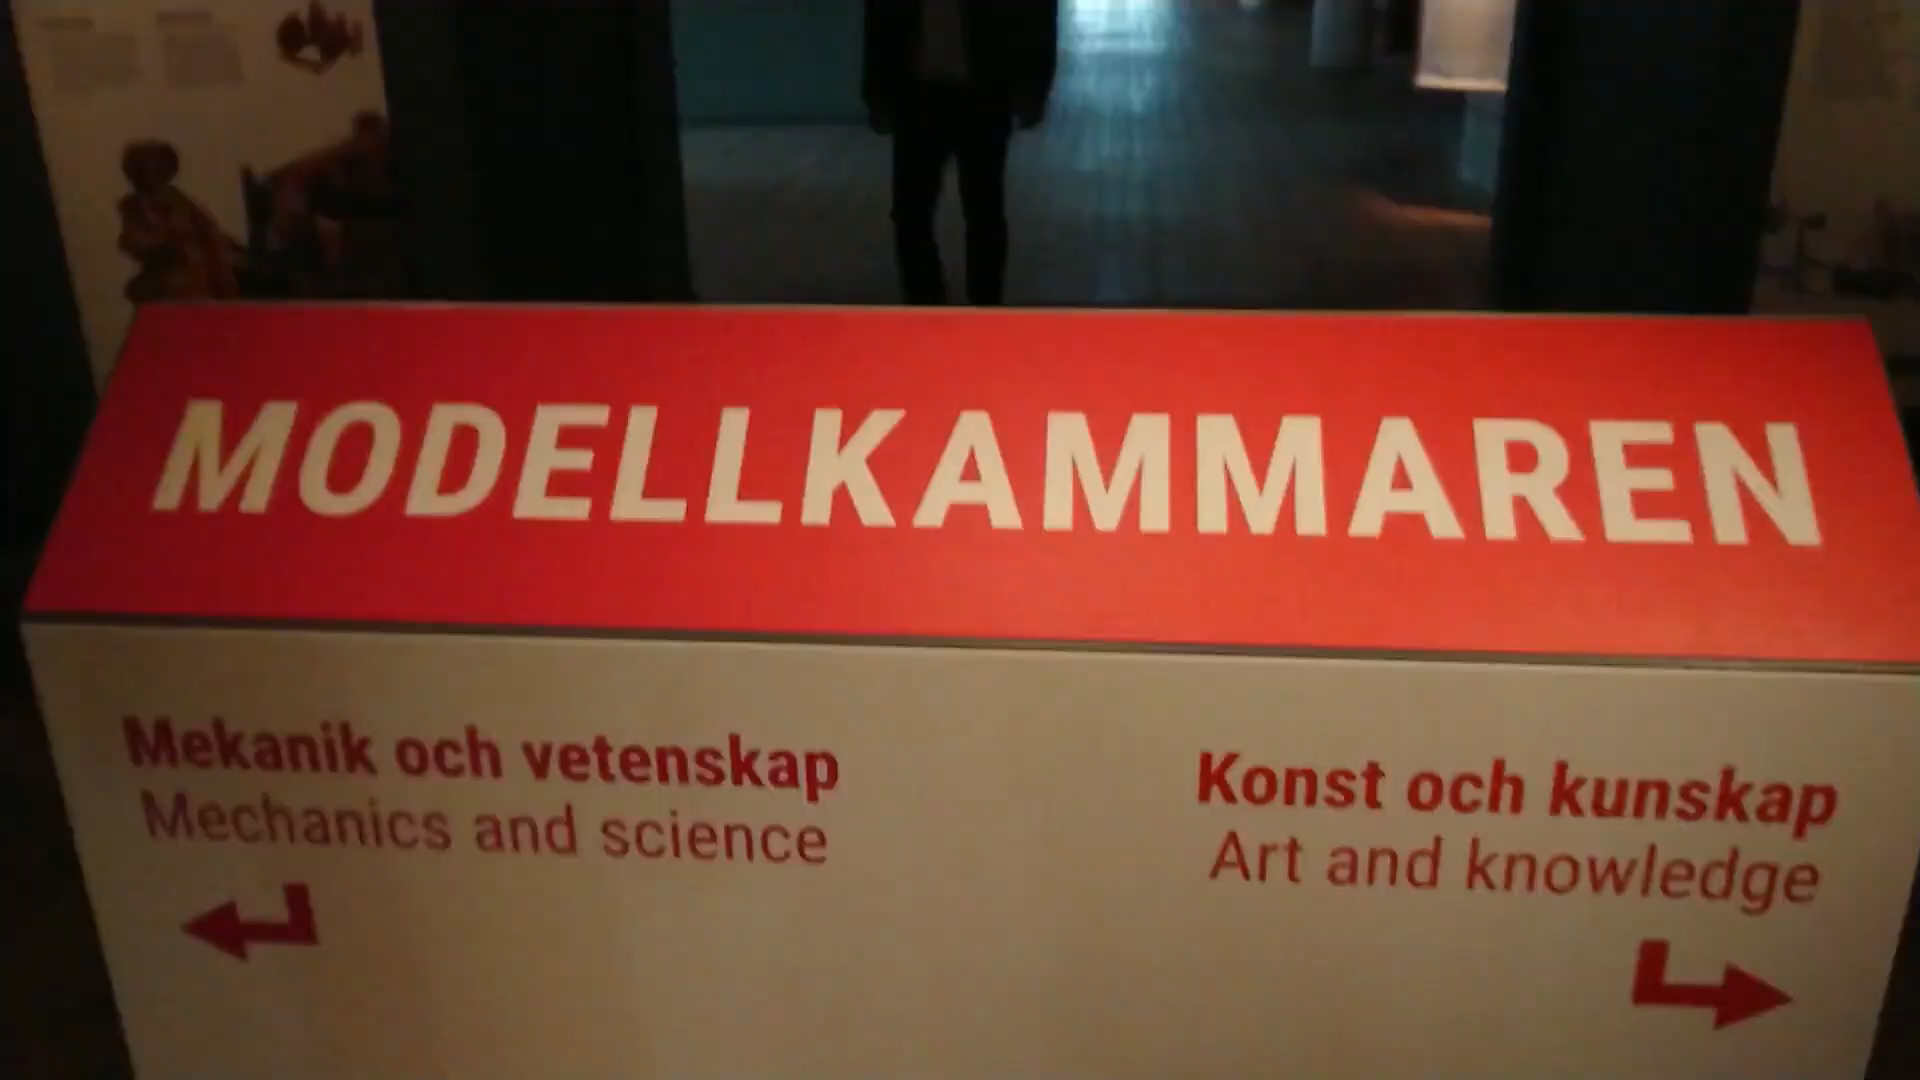 MODELLKAMMAREN
Mekanik och vetenskap
Mechanics and science
Konst och kunskap
Art and knowledge